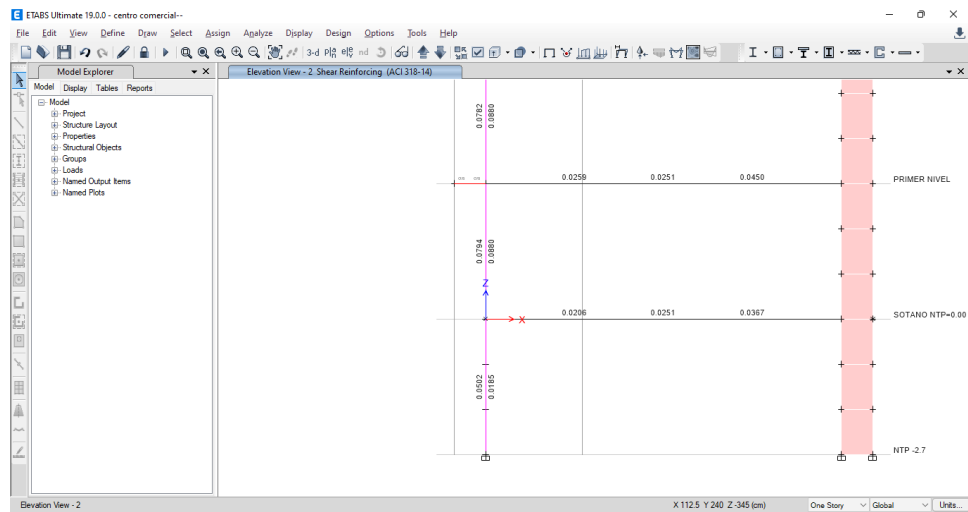 ETABS Ultimate 19.0.0 - centro comercial--
File Edit View Define Draw Select Assign Analyze Display Design Options Tools Help
3-d nd
Model Explorer
Elevation View - 2 Shear Reinforcing (ACI 318-14)
Model Display Tables Reports
Model
Project
Structure Layout
Properties
Structural Objects
Groups
Loads
Named Output Items
Named Plots
0.0782
0.0880
0.0259 0.0251 0.0450
PRIMER NIVEL
0.0794
0.0880
Z
X
0.0206 0.0251 0.0367
SOTANO NTP=0.00
0.0502
0.0185
NTP -2.7
Elevation View - 2
X 112.5 Y 240 Z -345 (cm)
One Story
Global
Units...